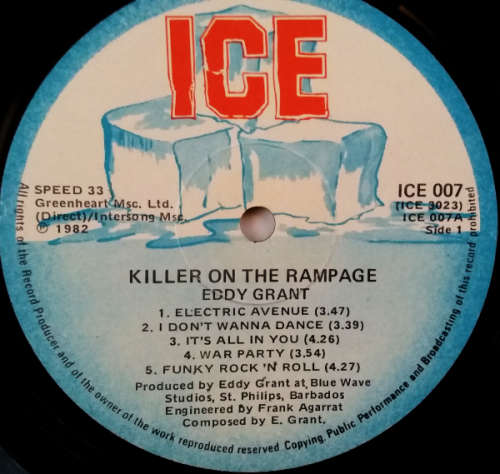 ICE
SPEED 33
Greenheart Msc. Ltd.
(Direct)/Intersong Msc.
℗ 1982
ICE 007
(ICE 3023)
ICE 007A
Side 1
KILLER ON THE RAMPAGE
EDDY GRANT
1. ELECTRIC AVENUE (3.47)
2. I DON'T WANNA DANCE (3.39)
3. IT'S ALL IN YOU (4.26)
4. WAR PARTY (3.54)
5. FUNKY ROCK 'N' ROLL (4.27)
Produced by Eddy Grant at Blue Wave
Studios, St. Philips, Barbados
Engineered by Frank Agarrat
Composed by E. Grant,
All rights of the Record Producer and of the owner of the work reproduced reserved Copying, Public Performance and Broadcasting of this record prohibited